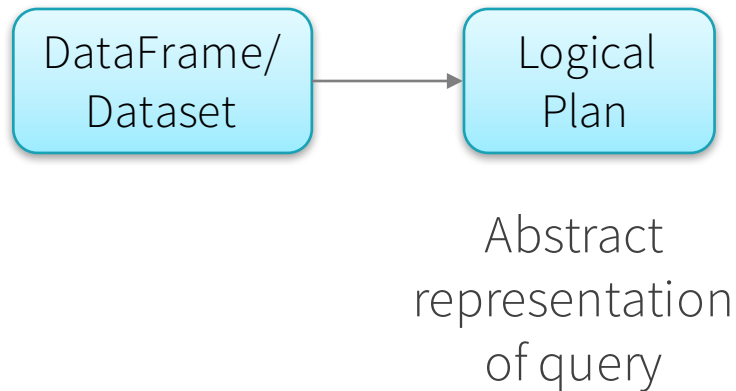 DataFrame/
Dataset
Logical
Plan
Abstract
representation
of query